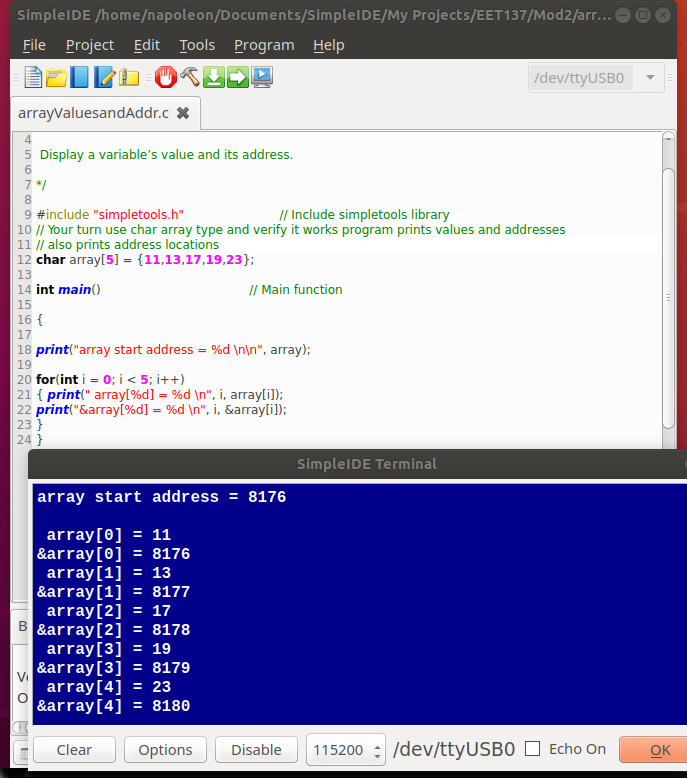 SimpleIDE /home/napoleon/Documents/SimpleIDE/My Projects/EET137/Mod2/arr...
File Project Edit Tools Program Help
/dev/ttyUSB0
arrayValuesandAddr.c
4
5 Display a variable’s value and its address.
6
7 */
8
9 #include "simpletools.h" // Include simpletools library
10 // Your turn use char array type and verify it works program prints values and addresses
11 // also prints address locations
12 char array[5] = {11,13,17,19,23};
13
14 int main() // Main function
15
16 {
17
18 print("array start address = %d \n\n", array);
19
20 for(int i = 0; i < 5; i++)
21 { print(" array[%d] = %d \n", i, array[i]);
22 print("&array[%d] = %d \n", i, &array[i]);
23 }
24 }
SimpleIDE Terminal
array start address = 8176
array[0] = 11
&array[0] = 8176
array[1] = 13
&array[1] = 8177
array[2] = 17
&array[2] = 8178
array[3] = 19
&array[3] = 8179
array[4] = 23
&array[4] = 8180
Clear Options Disable 115200 /dev/ttyUSB0 Echo On OK